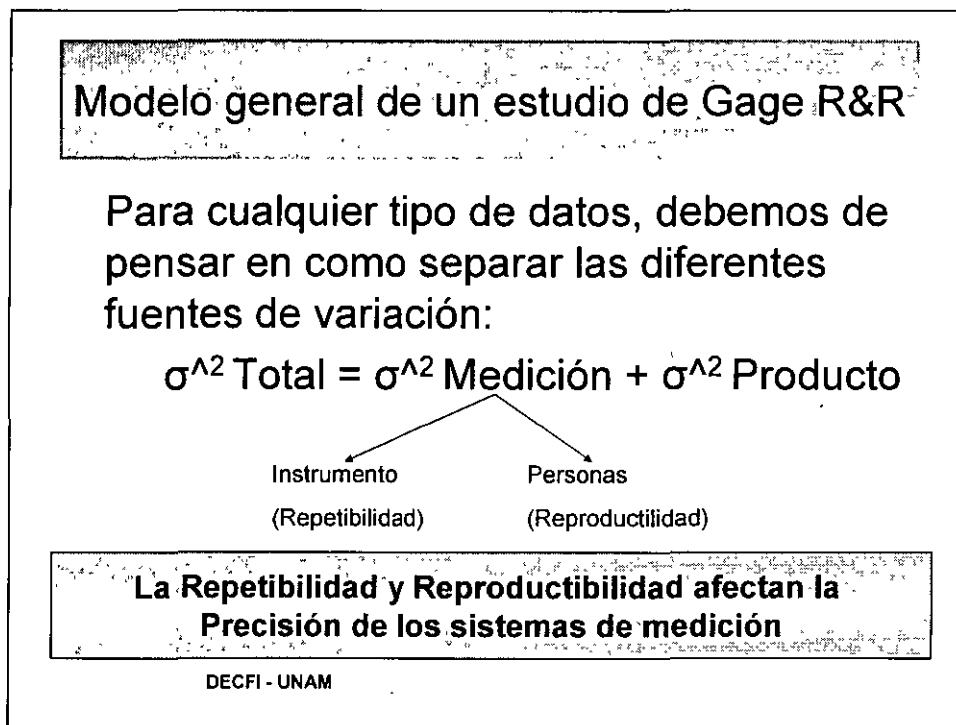 Modelo general de un estudio de Gage R&R
Para cualquier tipo de datos, debemos de
pensar en como separar las diferentes
fuentes de variación:
σ^2 Total = σ^2 Medición + σ^2 Producto
Instrumento Personas
(Repetibilidad) (Reproductilidad)
La Repetibilidad y Reproductibilidad afectan la
Precisión de los sistemas de medición
DECFI - UNAM